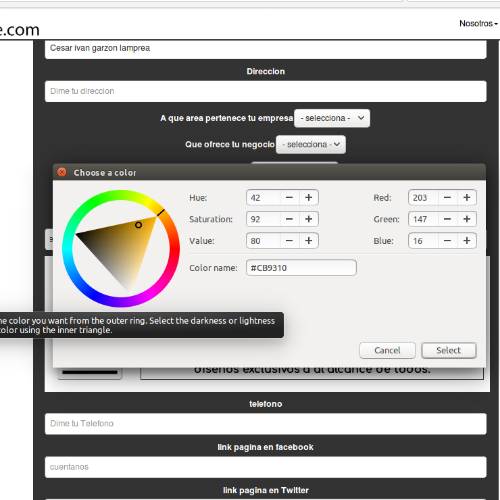 Nosotros
e.com
Cesar ivan garzon lamprea
Direccion
Dime tu direccion
A que area pertenece tu empresa - selecciona -
Que ofrece tu negocio - selecciona -
Choose a color
Hue: 42 - + Red: 203 - +
Saturation: 92 - + Green: 147 - +
Value: 80 - + Blue: 16 - +
Color name: #CB9310
he color you want from the outer ring. Select the darkness or lightness
color using the inner triangle.
Cancel Select
diseños exclusivos a al alcance de todos.
telefono
Dime tu Telefono
link pagina en facebook
cuentanos
link pagina en Twitter